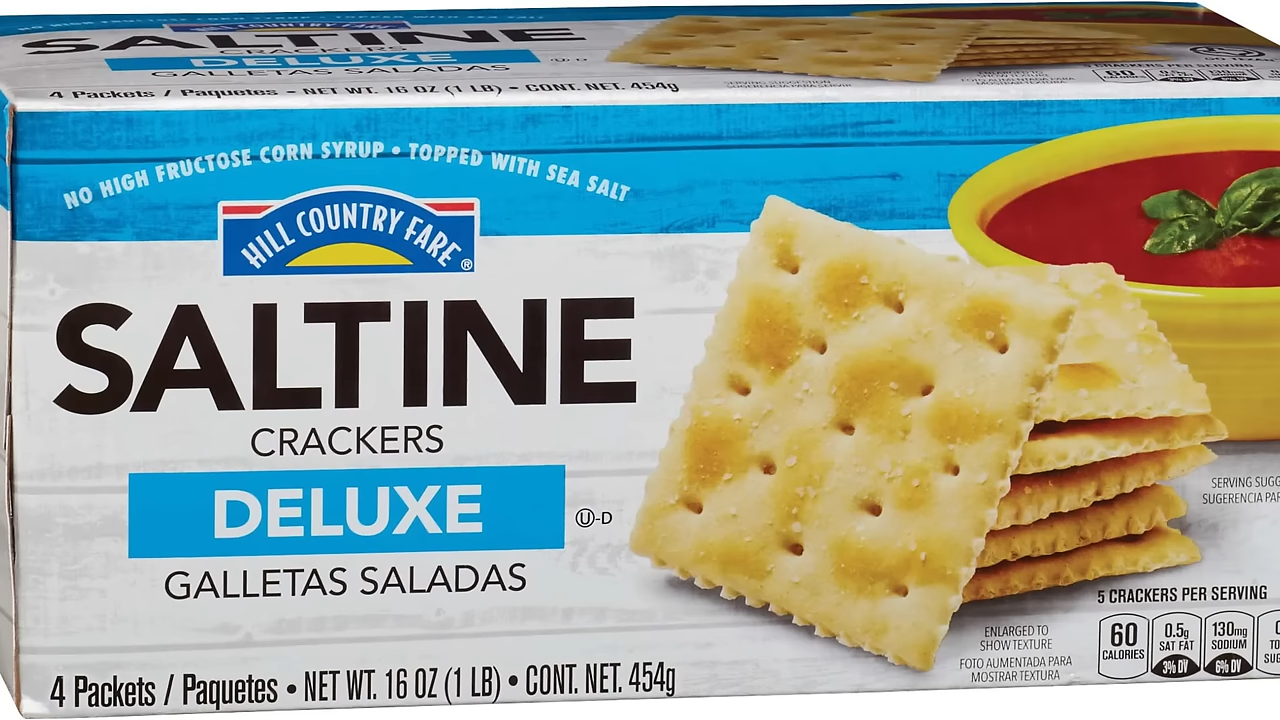 SALTINE
CRACKERS
DELUXE
GALLETAS SALADAS
U-D
4 Packets / Paquetes • NET WT. 16 OZ (1 LB) • CONT. NET. 454g
60
NO HIGH FRUCTOSE CORN SYRUP • TOPPED WITH SEA SALT
HILL COUNTRY FARE®
SALTINE
CRACKERS
DELUXE
Ⓤ-D
GALLETAS SALADAS
4 Packets / Paquetes • NET WT. 16 OZ (1 LB) • CONT. NET. 454g
SERVING SUGG
SUGERENCIA PAR
ENLARGED TO
SHOW TEXTURE
FOTO AUMENTADA PARA
MOSTRAR TEXTURA
5 CRACKERS PER SERVING
60 CALORIES
0.5g SAT FAT 3% DV
130mg SODIUM 6% DV